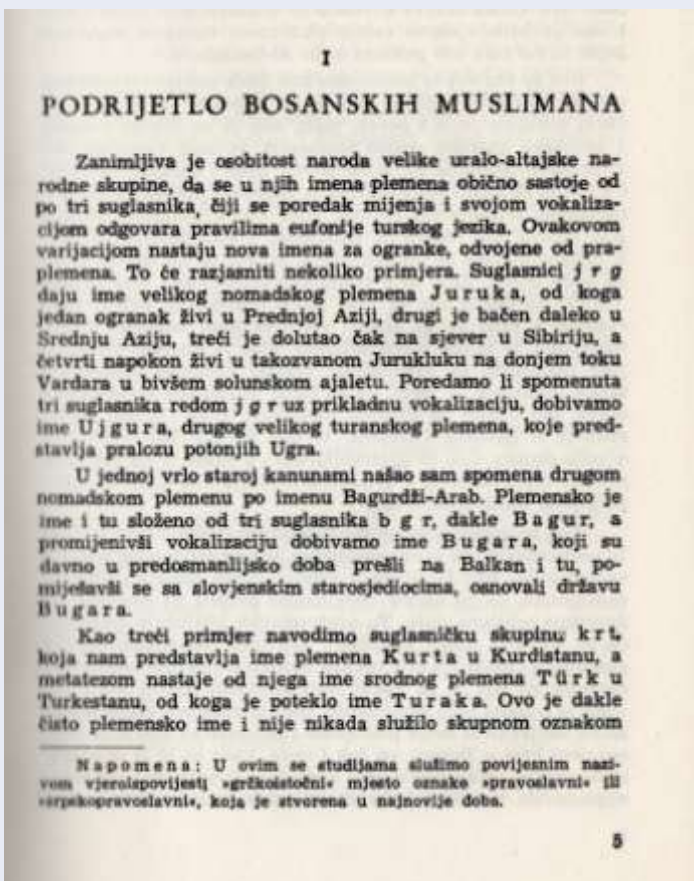 I
PODRIJETLO BOSANSKIH MUSLIMANA
Zanimljiva je osobitost naroda velike uralo-altajske na-
rodne skupine, da se u njih imena plemena obično sastoje od
po tri suglasnika, čiji se poredak mijenja i svojom vokaliza-
cijom odgovara pravilima eufonije turskog jezika. Ovakovom
varijacijom nastaju nova imena za ogranke, odvojene od pra-
plemena. To će razjasniti nekoliko primjera. Suglasnici j r g
daju ime velikog nomadskog plemena Juruka, od koga
jedan ogranak živi u Prednjoj Aziji, drugi je bačen daleko u
Srednju Aziju, treći je dolutao čak na sjever u Sibiriju, a
četvrti napokon živi u takozvanom Jurukluku na donjem toku
Vardara u bivšem solunskom ajaletu. Poredamo li spomenuta
tri suglasnika redom j g r uz prikladnu vokalizaciju, dobivamo
ime Ujgura, drugog velikog turanskog plemena, koje pred-
stavlja pralozu potonjih Ugra.
U jednoj vrlo staroj kanunami našao sam spomena drugom
nomadskom plemenu po imenu Bagurdži-Arab. Plemensko je
ime i tu složeno od tri suglasnika b g r, dakle Bagur, a
promijenivši vokalizaciju dobivamo ime Bugara, koji su
davno u predosmanlijsko doba prešli na Balkan i tu, po-
miješavši se sa slovjenskim starosjediocima, osnovali državu
Bugara.
Kao treći primjer navodimo suglasničku skupinu krt,
koja nam predstavlja ime plemena Kurta u Kurdistanu, a
metatezom nastaje od njega ime srodnog plemena Türk u
Turkestanu, od koga je poteklo ime Turaka. Ovo je dakle
čisto plemensko ime i nije nikada služilo skupnom oznakom
Napomena: U ovim se studijama služimo povijesnim nazi-
vom vjeroispovijesti »grčkoistočni« mjesto oznake »pravoslavni« ili
»srpskopravoslavni«, koja je stvorena u najnovije doba.
5